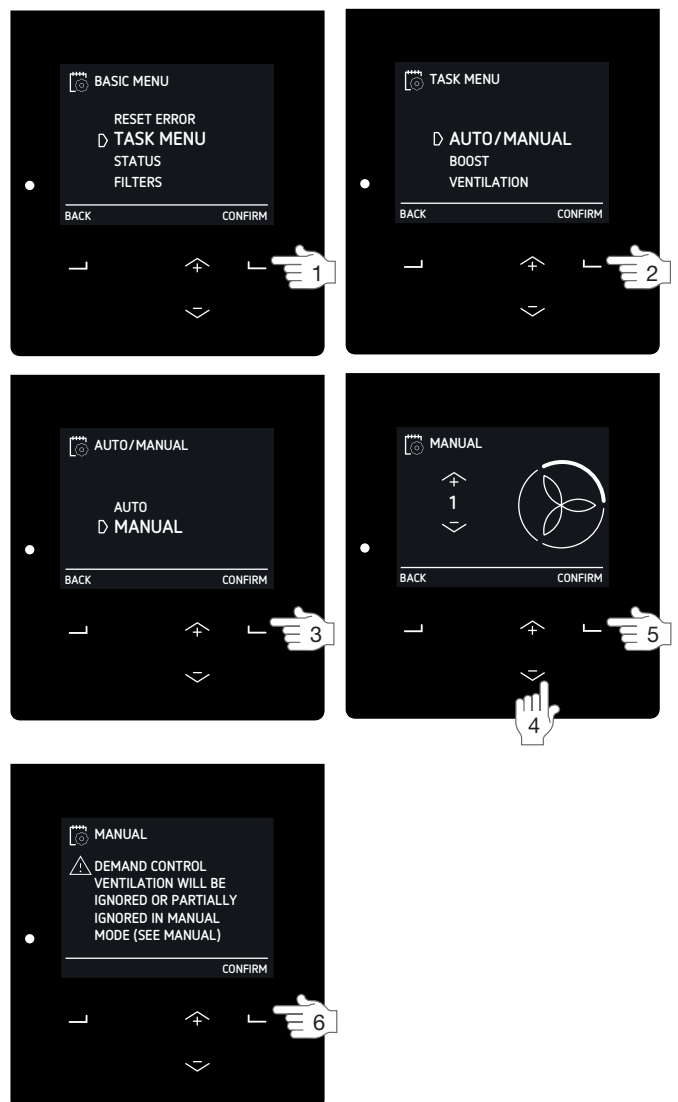 BASIC MENU
RESET ERROR
TASK MENU
STATUS
FILTERS
BACK CONFIRM
1
TASK MENU
AUTO/MANUAL
BOOST
VENTILATION
BACK CONFIRM
2
AUTO/MANUAL
AUTO
MANUAL
BACK CONFIRM
3
MANUAL
1
BACK CONFIRM
5
4
MANUAL
DEMAND CONTROL
VENTILATION WILL BE
IGNORED OR PARTIALLY
IGNORED IN MANUAL
MODE (SEE MANUAL)
CONFIRM
6